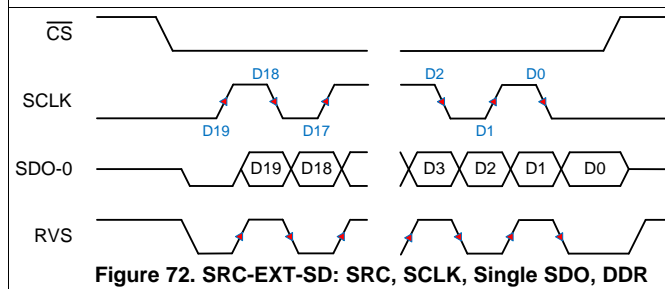 CS
D18 D2 D0
SCLK
D19 D17 D1
SDO-0 D19 D18 D3 D2 D1 D0
RVS
Figure 72. SRC-EXT-SD: SRC, SCLK, Single SDO, DDR